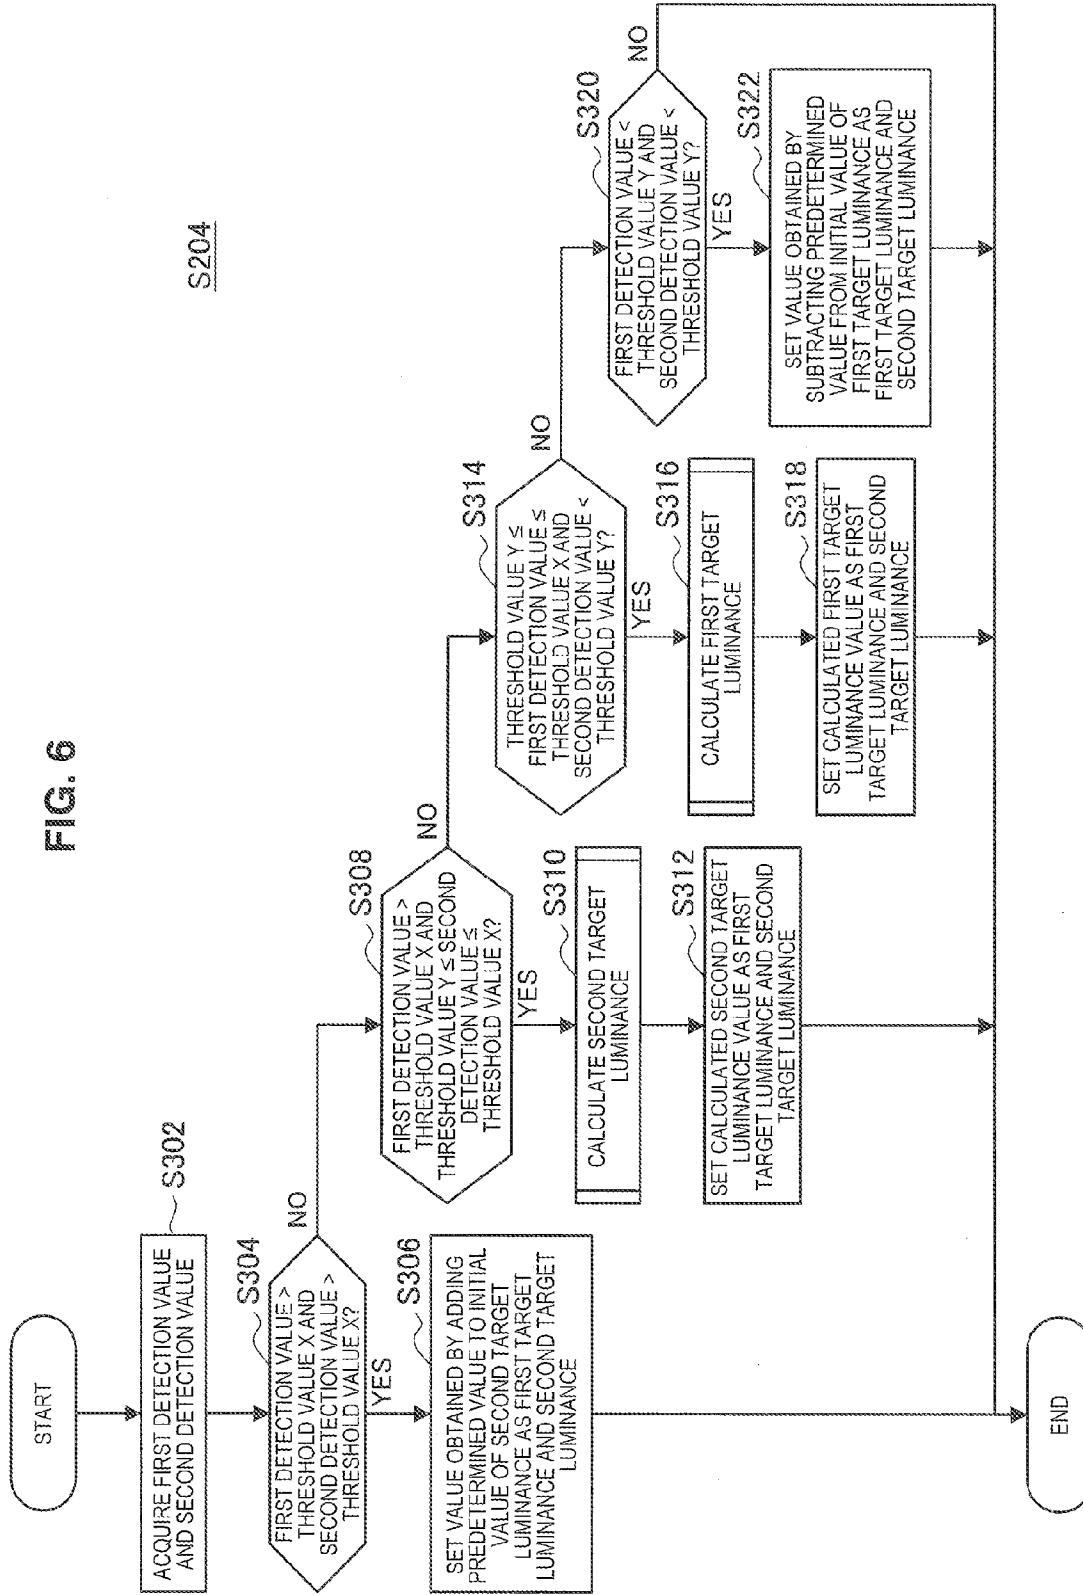 FIG. 6
S204
START
ACQUIRE FIRST DETECTION VALUE
AND SECOND DETECTION VALUE
S302
FIRST DETECTION VALUE >
THRESHOLD VALUE X AND
SECOND DETECTION VALUE >
THRESHOLD VALUE X?
S304
NO
YES
SET VALUE OBTAINED BY ADDING
PREDETERMINED VALUE TO INITIAL
VALUE OF SECOND TARGET
LUMINANCE AS FIRST TARGET
LUMINANCE AND SECOND TARGET
LUMINANCE
S306
FIRST DETECTION VALUE >
THRESHOLD VALUE X AND
THRESHOLD VALUE Y ≤ SECOND
DETECTION VALUE ≤
THRESHOLD VALUE X?
S308
NO
YES
CALCULATE SECOND TARGET
LUMINANCE
S310
SET CALCULATED SECOND TARGET
LUMINANCE VALUE AS FIRST
TARGET LUMINANCE AND SECOND
TARGET LUMINANCE
S312
THRESHOLD VALUE Y ≤
FIRST DETECTION VALUE ≤
THRESHOLD VALUE X AND
SECOND DETECTION VALUE <
THRESHOLD VALUE Y?
S314
NO
YES
CALCULATE FIRST TARGET
LUMINANCE
S316
SET CALCULATED FIRST TARGET
LUMINANCE VALUE AS FIRST
TARGET LUMINANCE AND SECOND
TARGET LUMINANCE
S318
FIRST DETECTION VALUE <
THRESHOLD VALUE Y AND
SECOND DETECTION VALUE <
THRESHOLD VALUE Y?
S320
NO
YES
SET VALUE OBTAINED BY
SUBTRACTING PREDETERMINED
VALUE FROM INITIAL VALUE OF
FIRST TARGET LUMINANCE AS
FIRST TARGET LUMINANCE AND
SECOND TARGET LUMINANCE
S322
END